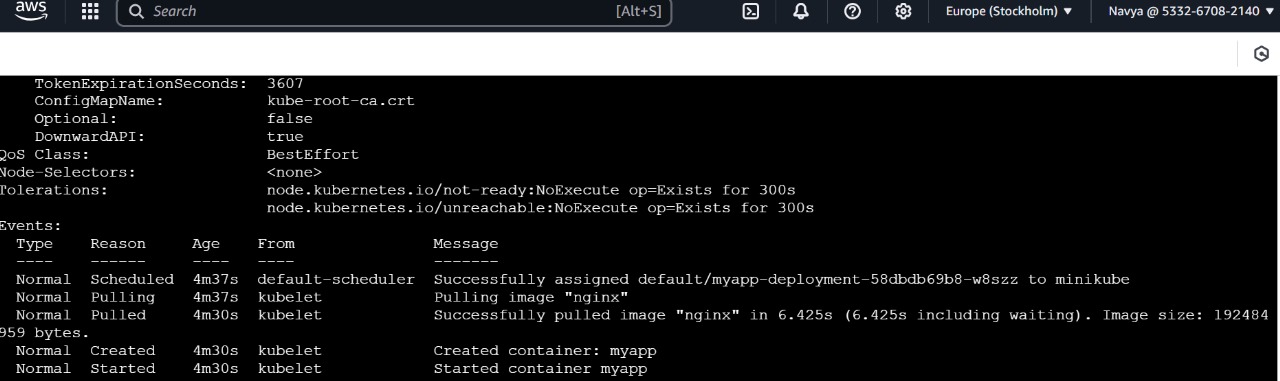 aws
Search [Alt+S] Europe (Stockholm) Navya @ 5332-6708-2140
TokenExpirationSeconds: 3607
ConfigMapName: kube-root-ca.crt
Optional: false
DownwardAPI: true
QoS Class: BestEffort
Node-Selectors: <none>
Tolerations: node.kubernetes.io/not-ready:NoExecute op=Exists for 300s
node.kubernetes.io/unreachable:NoExecute op=Exists for 300s
Events:
Type Reason Age From Message
---- ------ ---- ---- -------
Normal Scheduled 4m37s default-scheduler Successfully assigned default/myapp-deployment-58dbdb69b8-w8szz to minikube
Normal Pulling 4m37s kubelet Pulling image "nginx"
Normal Pulled 4m30s kubelet Successfully pulled image "nginx" in 6.425s (6.425s including waiting). Image size: 192484
959 bytes.
Normal Created 4m30s kubelet Created container: myapp
Normal Started 4m30s kubelet Started container myapp